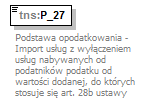 tns:P_27
Podstawa opodatkowania -
Import usług z wyłączeniem
usług nabywanych od
podatników podatku od
wartości dodanej, do których
stosuje się art. 28b ustawy